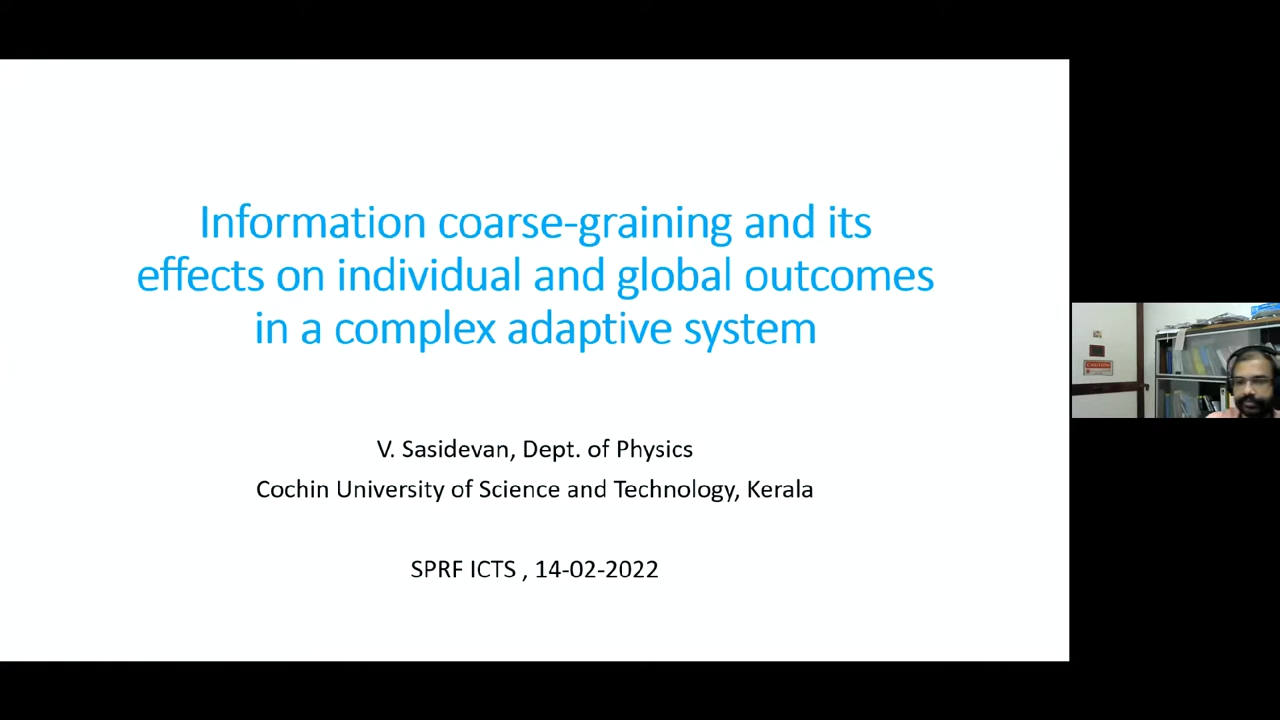 Information coarse-graining and its
effects on individual and global outcomes
in a complex adaptive system
V. Sasidevan, Dept. of Physics
Cochin University of Science and Technology, Kerala
SPRF ICTS , 14-02-2022